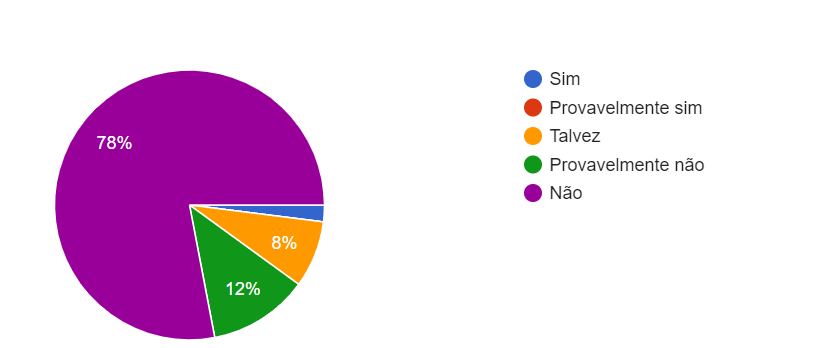 Sim
Provavelmente sim
Talvez
Provavelmente não
Não
78%
8%
12%